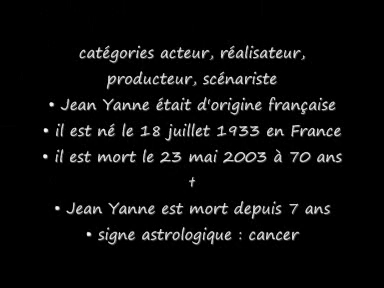 catégories acteur, réalisateur,
producteur, scénariste
• Jean Yanne était d'origine française
• il est né le 18 juillet 1933 en France
• il est mort le 23 mai 2003 à 70 ans
†
• Jean Yanne est mort depuis 7 ans
• signe astrologique : cancer